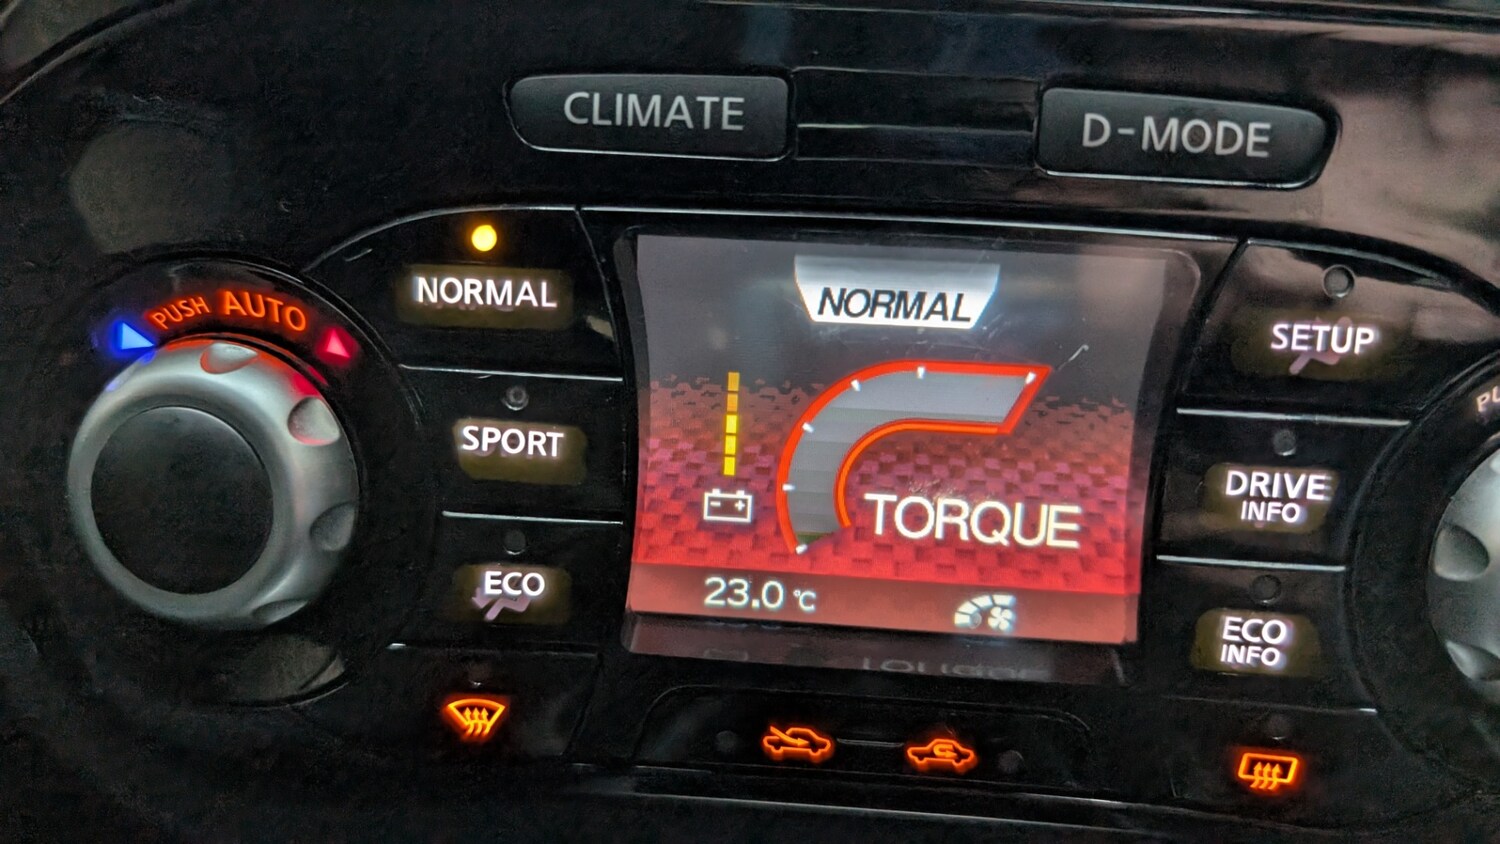 CLIMATE
D-MODE
PUSH AUTO
NORMAL
SPORT
ECO
NORMAL
TORQUE
23.0 °C
SETUP
DRIVE
INFO
ECO
INFO